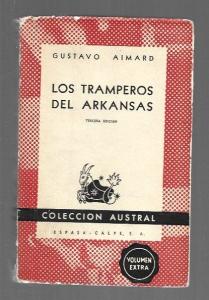 GUSTAVO AIMARD
LOS TRAMPEROS
DEL ARKANSAS
TERCERA EDICION
COLECCION AUSTRAL
ESPASA-CALPE, S. A.
VOLUMEN
EXTRA